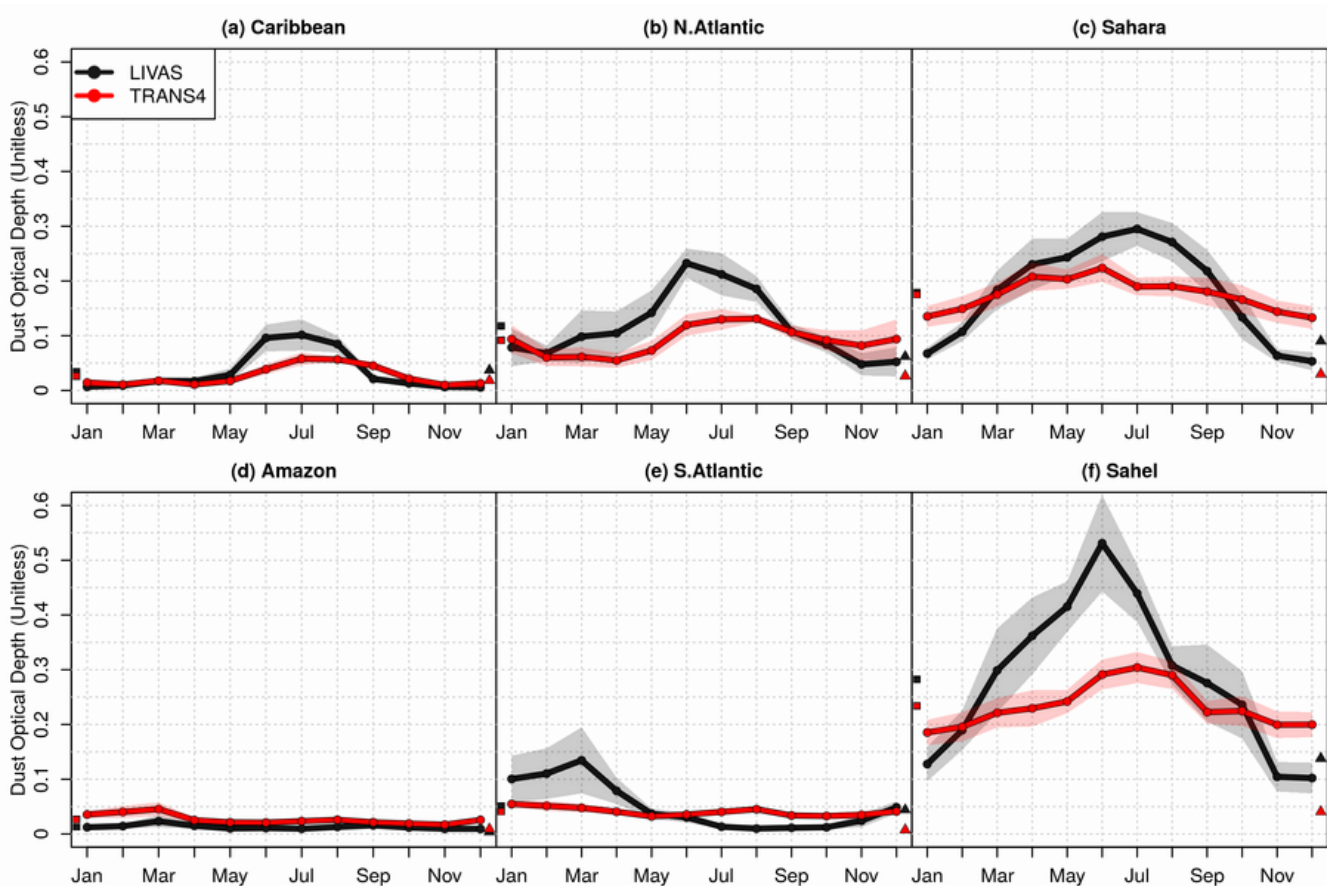 (a) Caribbean
(b) N.Atlantic
(c) Sahara
Dust Optical Depth (Unitless)
0.6
0.5
0.4
0.3
0.2
0.1
0
LIVAS
TRANS4
Jan Mar May Jul Sep Nov
Jan Mar May Jul Sep Nov
Jan Mar May Jul Sep Nov
(d) Amazon
(e) S.Atlantic
(f) Sahel
Dust Optical Depth (Unitless)
0.6
0.5
0.4
0.3
0.2
0.1
0
Jan Mar May Jul Sep Nov
Jan Mar May Jul Sep Nov
Jan Mar May Jul Sep Nov